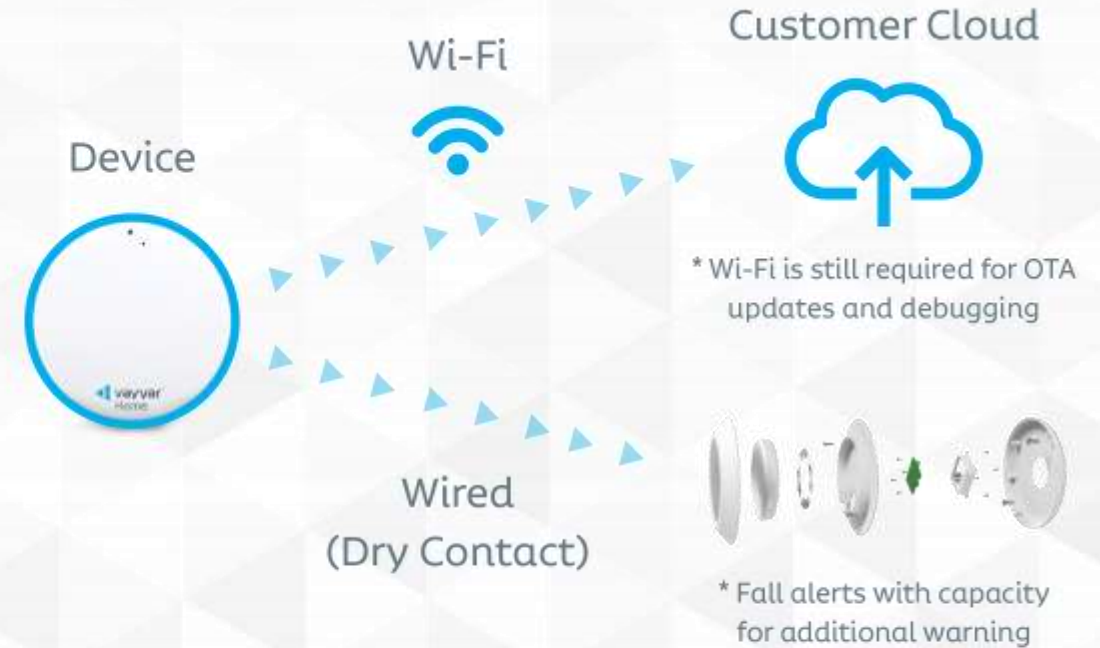 Customer Cloud
Wi-Fi
Device
vayyar
Home
* Wi-Fi is still required for OTA
updates and debugging
Wired
(Dry Contact)
* Fall alerts with capacity
for additional warning